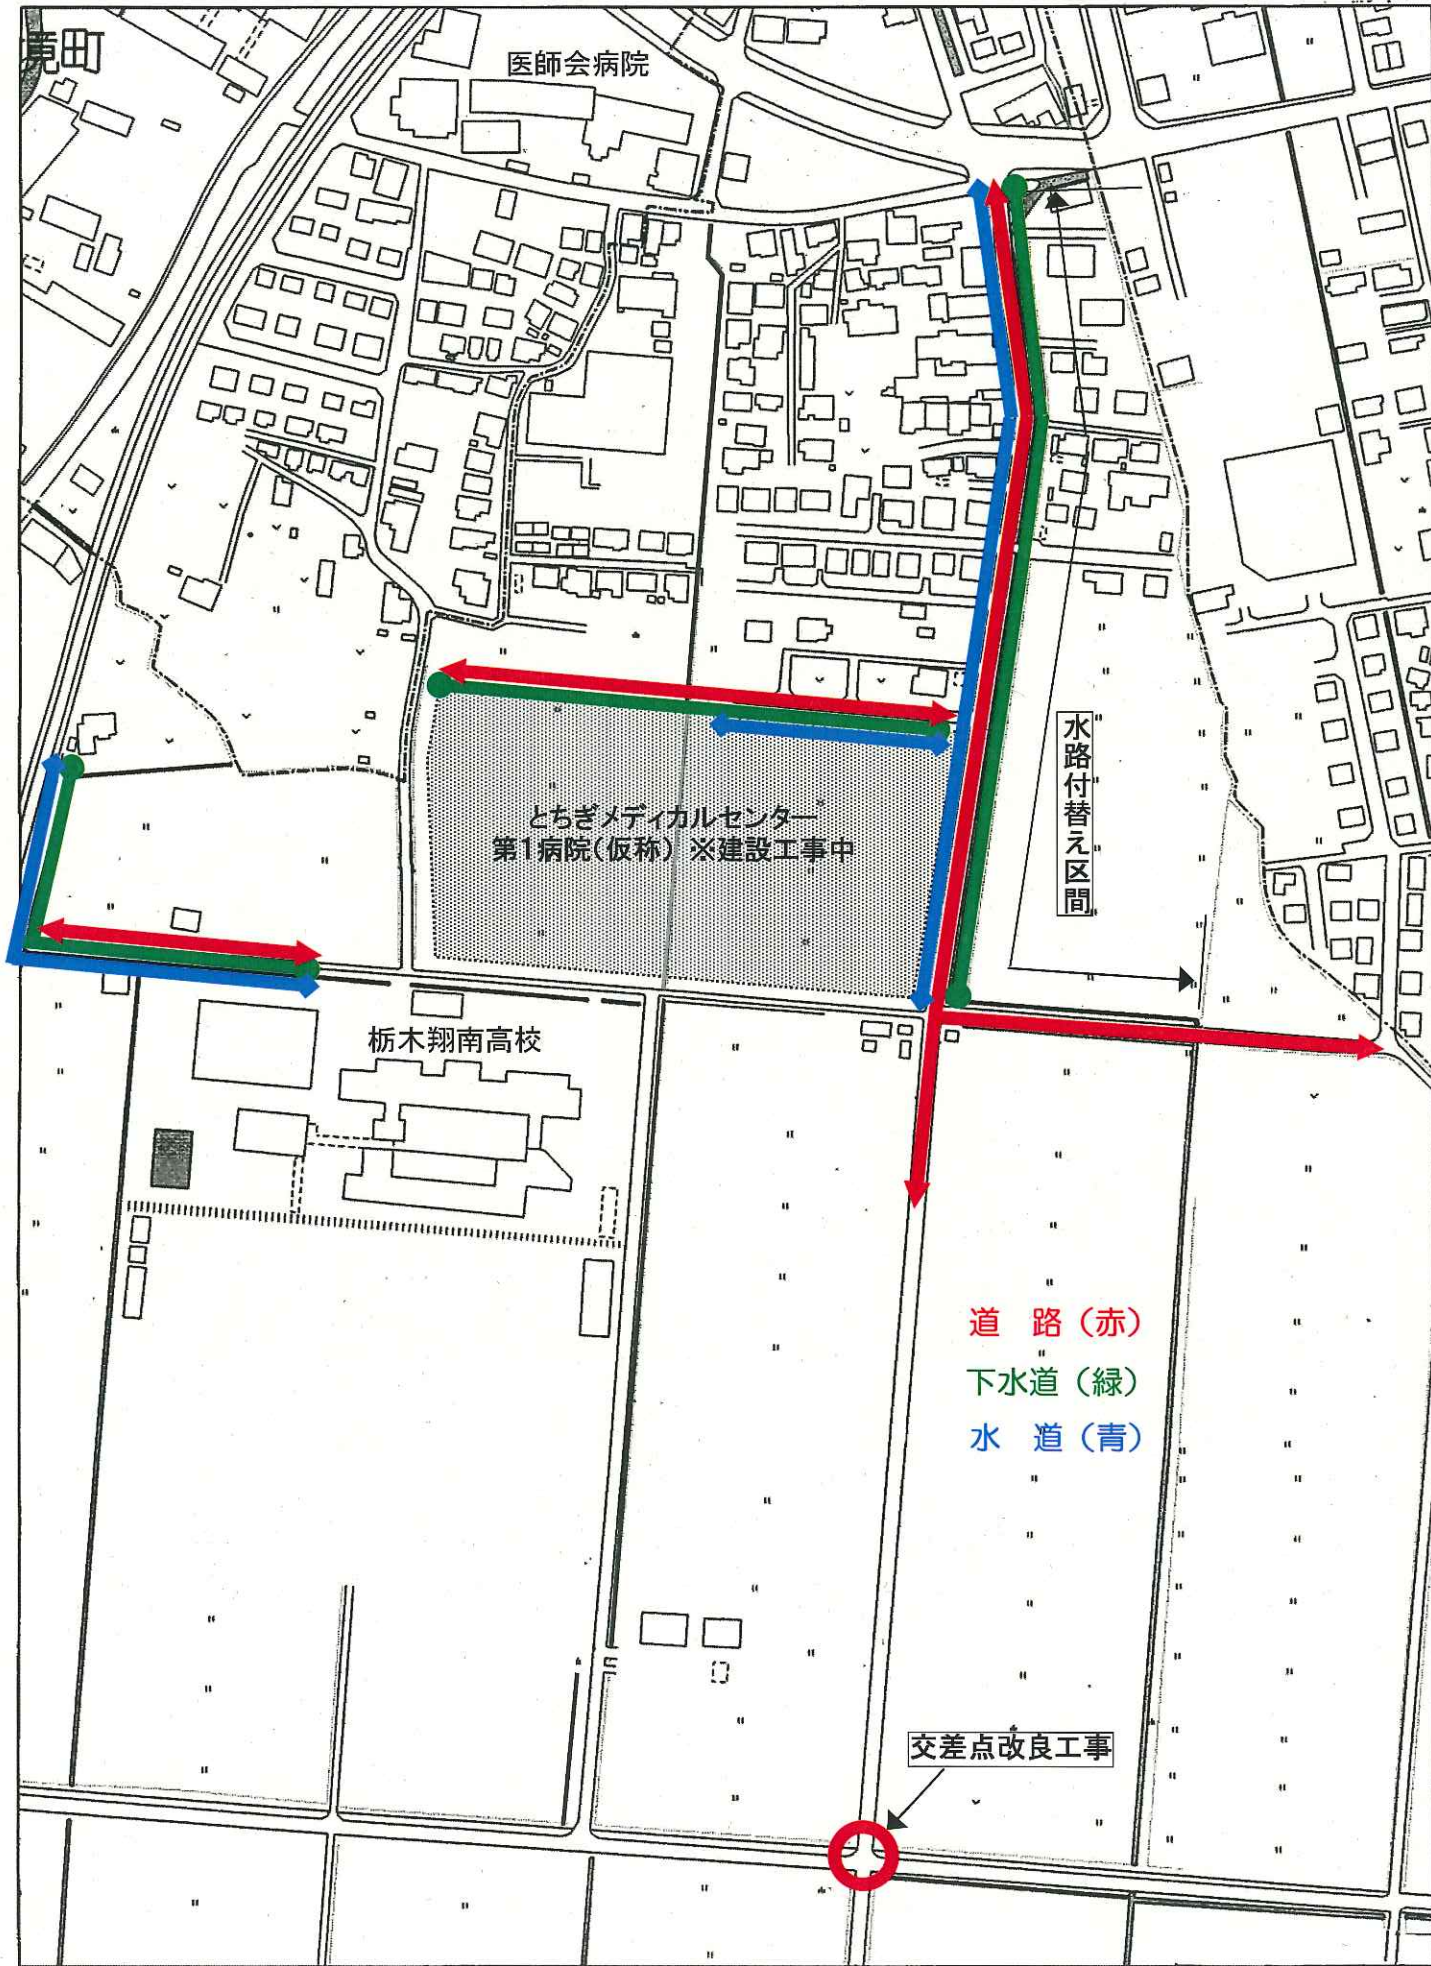 境町
医師会病院
水路付替え区間
とちぎメディカルセンター
第1病院(仮称) ※建設工事中
栃木翔南高校
道 路（赤）
下水道（緑）
水 道（青）
交差点改良工事